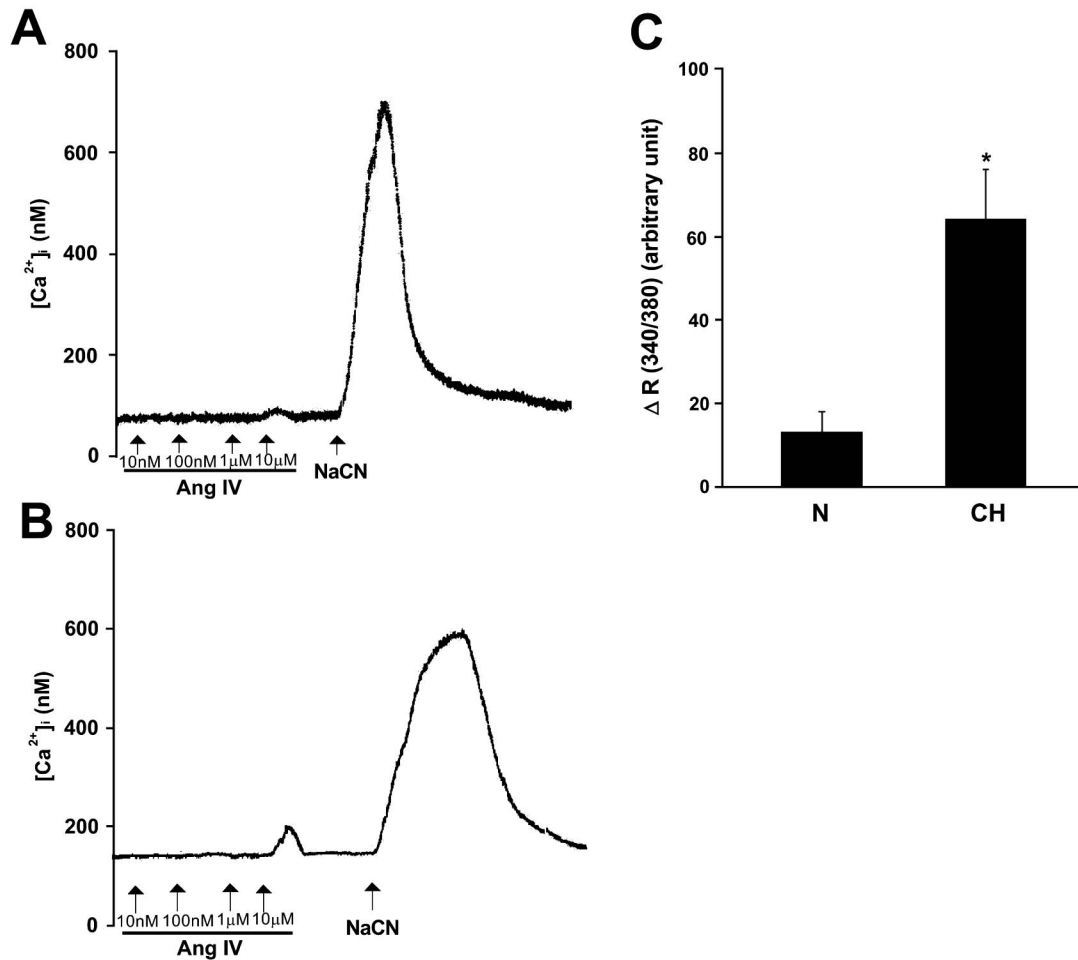 A
800
600
400
200
0
[Ca²⁺]i (nM)
10nM 100nM 1μM 10μM
Ang IV
NaCN
B
800
600
400
200
0
[Ca²⁺]i (nM)
10nM 100nM 1μM 10μM
Ang IV
NaCN
C
100
80
60
40
20
0
Δ R (340/380) (arbitrary unit)
*
N CH